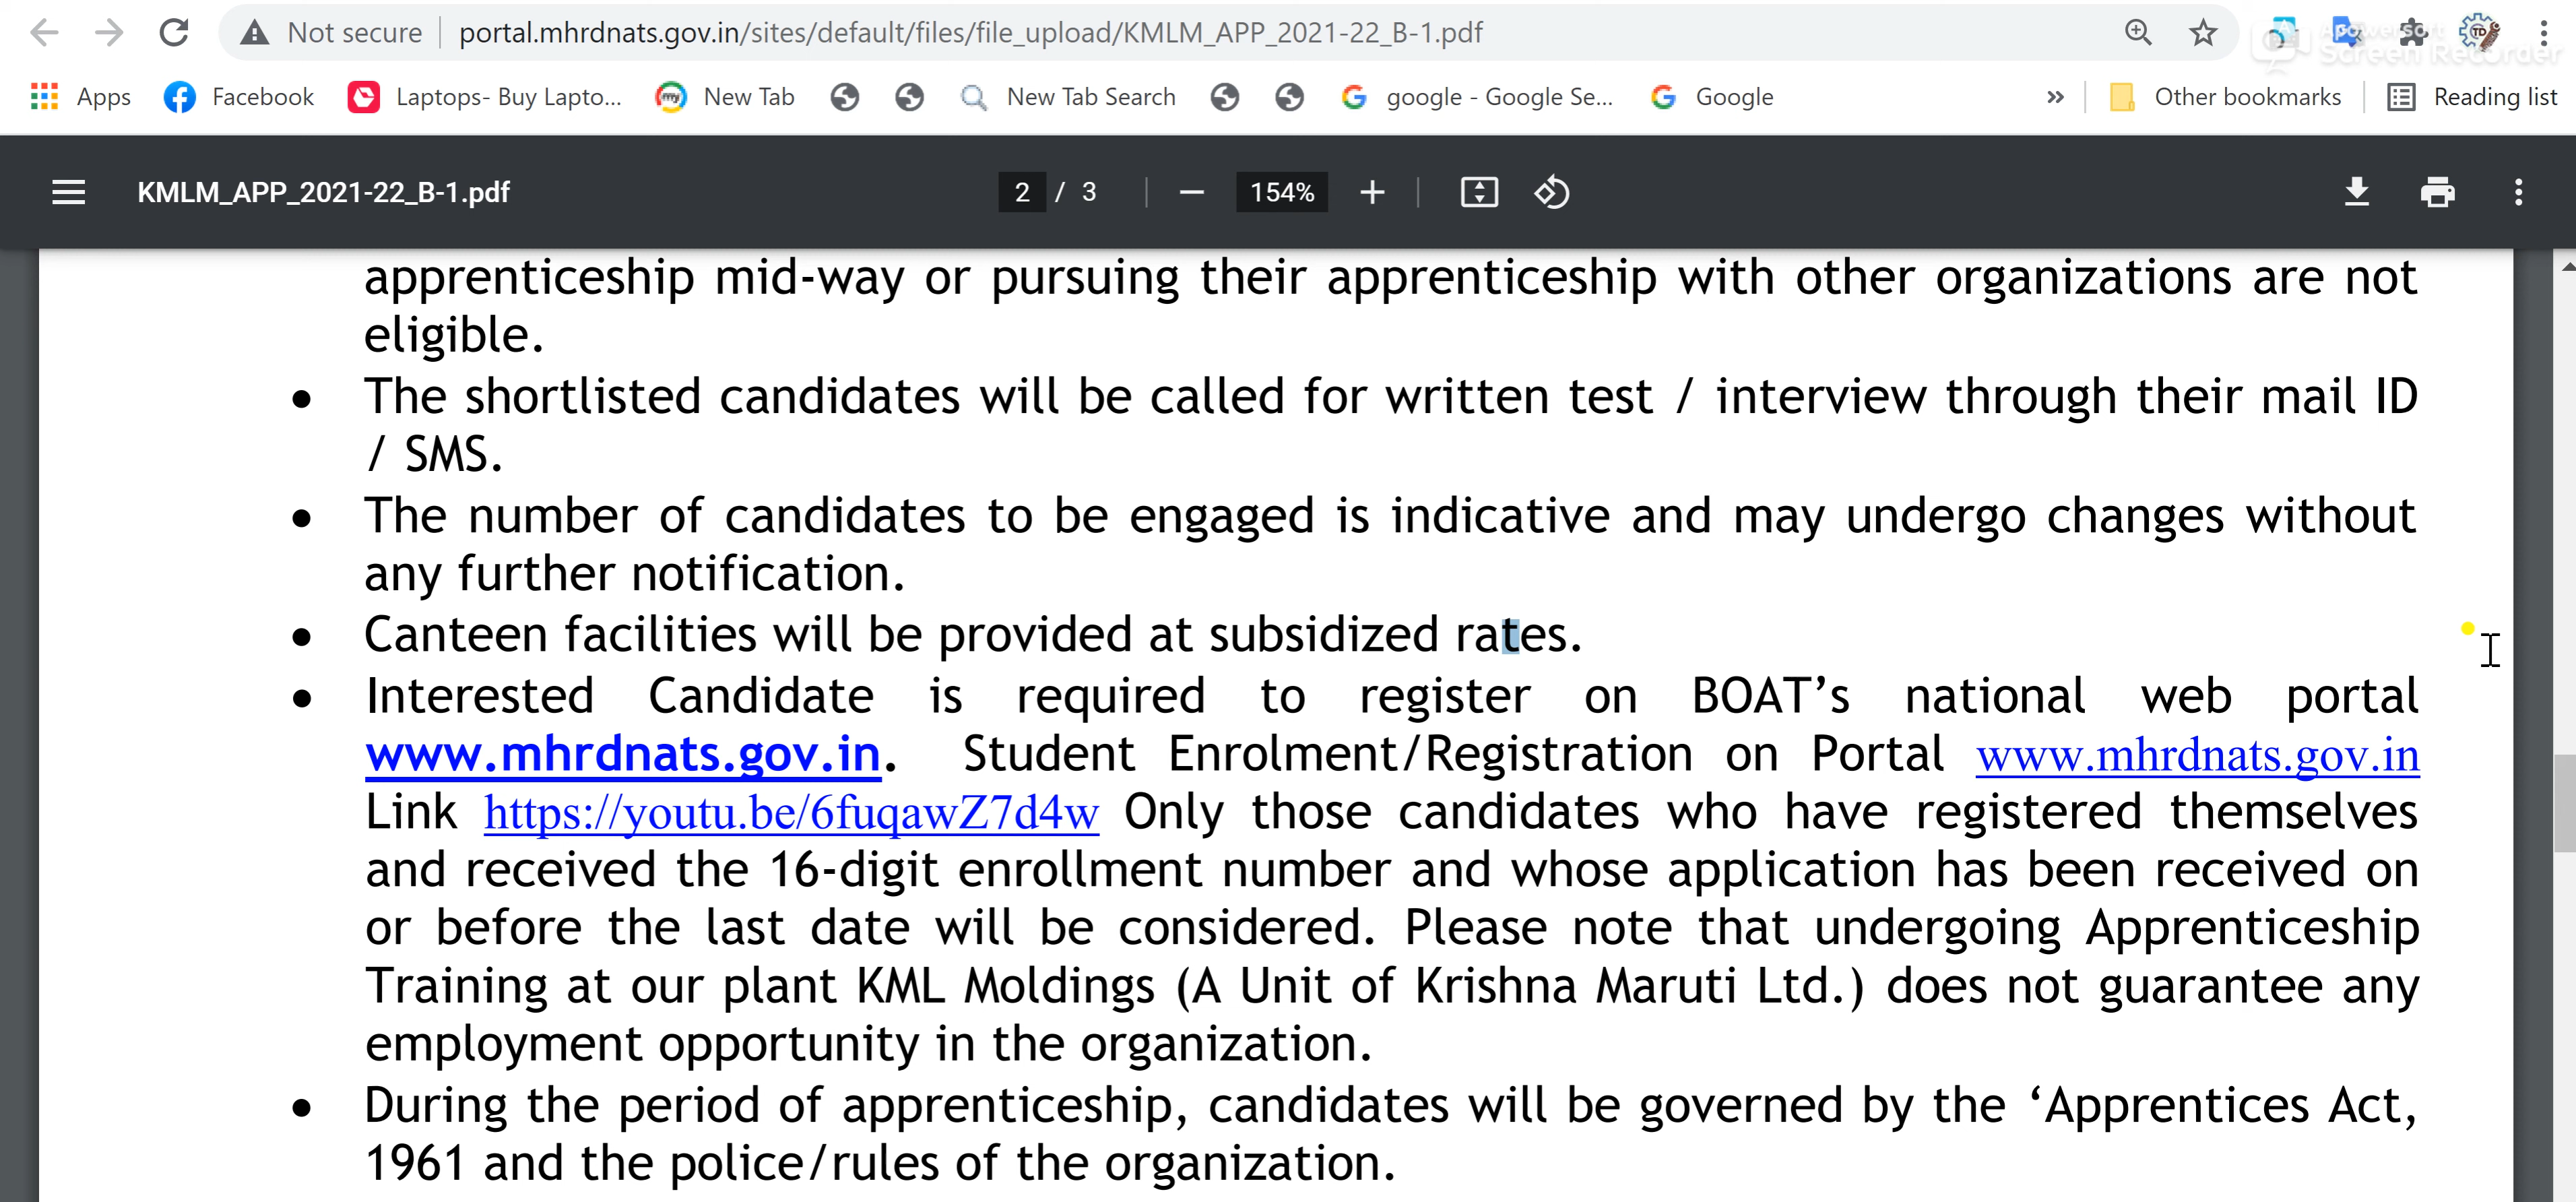 Not secure portal.mhrdnats.gov.in/sites/default/files/file_upload/KMLM_APP_2021-22_B-1.pdf
Apowersoft
Screen Recorder
Apps Facebook Laptops- Buy Lapto... New Tab New Tab Search google - Google Se... Google » Other bookmarks Reading list
KMLM_APP_2021-22_B-1.pdf 2 / 3 154%
apprenticeship mid-way or pursuing their apprenticeship with other organizations are not
eligible.
• The shortlisted candidates will be called for written test / interview through their mail ID
/ SMS.
• The number of candidates to be engaged is indicative and may undergo changes without
any further notification.
• Canteen facilities will be provided at subsidized rates.
• Interested Candidate is required to register on BOAT’s national web portal
www.mhrdnats.gov.in. Student Enrolment/Registration on Portal www.mhrdnats.gov.in
Link https://youtu.be/6fuqawZ7d4w Only those candidates who have registered themselves
and received the 16-digit enrollment number and whose application has been received on
or before the last date will be considered. Please note that undergoing Apprenticeship
Training at our plant KML Moldings (A Unit of Krishna Maruti Ltd.) does not guarantee any
employment opportunity in the organization.
• During the period of apprenticeship, candidates will be governed by the ‘Apprentices Act,
1961 and the police/rules of the organization.